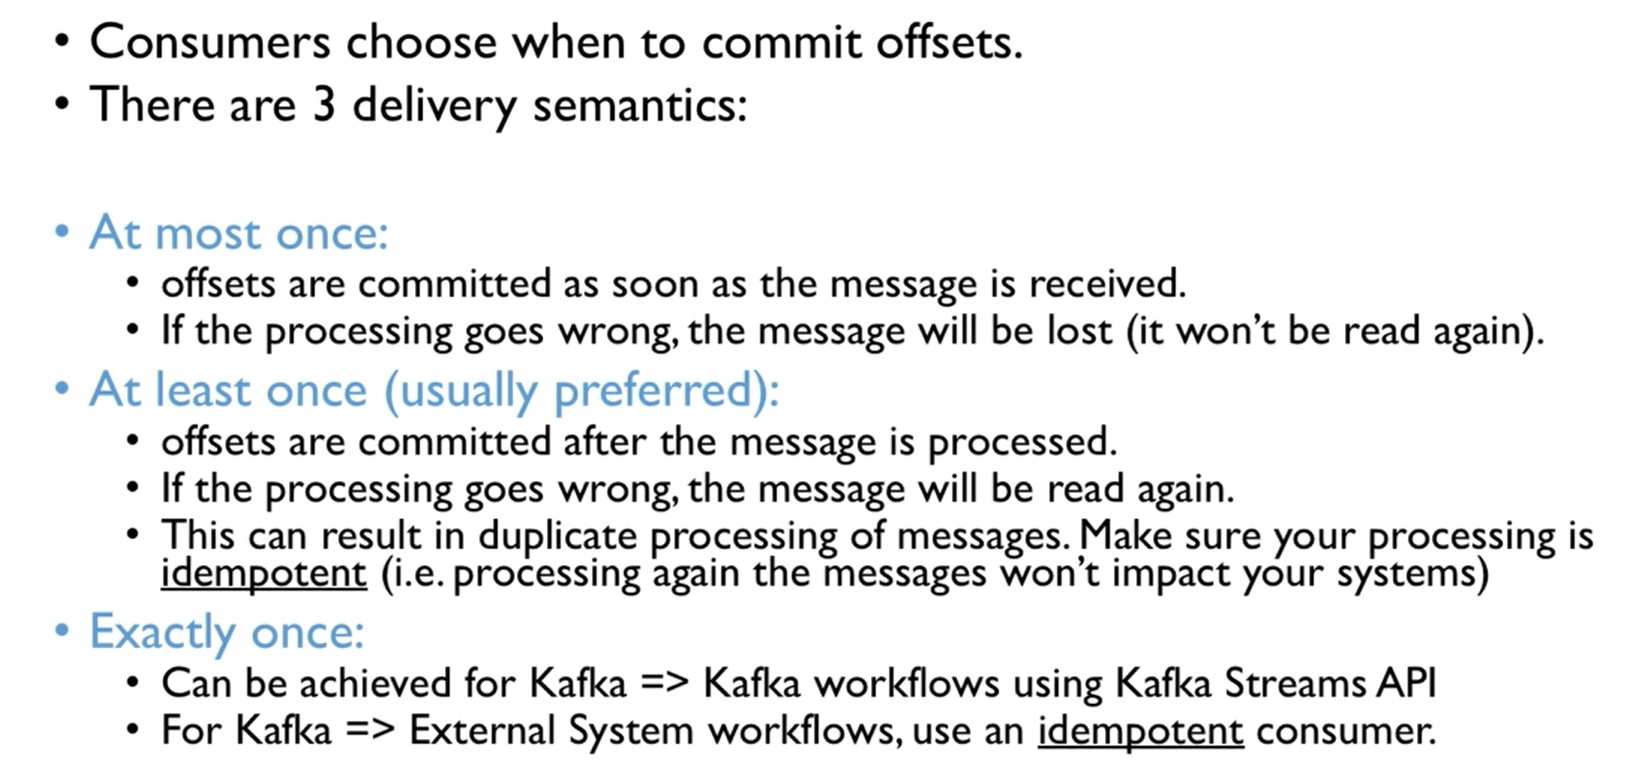 • Consumers choose when to commit offsets.
• There are 3 delivery semantics:
• At most once:
• offsets are committed as soon as the message is received.
• If the processing goes wrong, the message will be lost (it won't be read again).
• At least once (usually preferred):
• offsets are committed after the message is processed.
• If the processing goes wrong, the message will be read again.
• This can result in duplicate processing of messages. Make sure your processing is
idempotent (i.e. processing again the messages won't impact your systems)
• Exactly once:
• Can be achieved for Kafka => Kafka workflows using Kafka Streams API
• For Kafka => External System workflows, use an idempotent consumer.